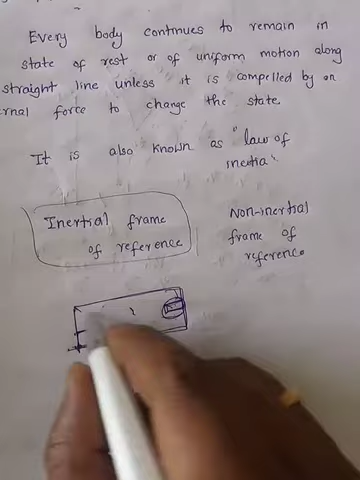 Every body continues to remain in
state of rest or of uniform motion along
straight line unless it is compelled by an
rnal force to change the state.
It is also known as "law of
inertia"
Inertial frame
of reference
Non-inertial
frame of
reference